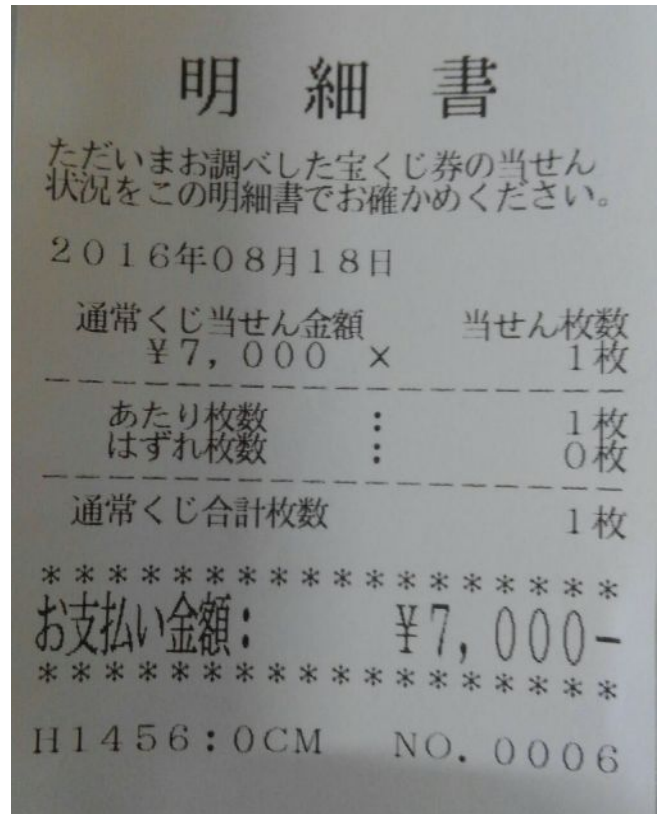 明細書
ただいまお調べした宝くじ券の当せん
状況をこの明細書でお確かめください。
2016年08月18日
通常くじ当せん金額 当せん枚数
¥7,000 × 1枚
あたり枚数 : 1枚
はずれ枚数 : 0枚
通常くじ合計枚数 1枚
******************
お支払い金額: ¥7,000-
******************
H1456:0CM NO.0006